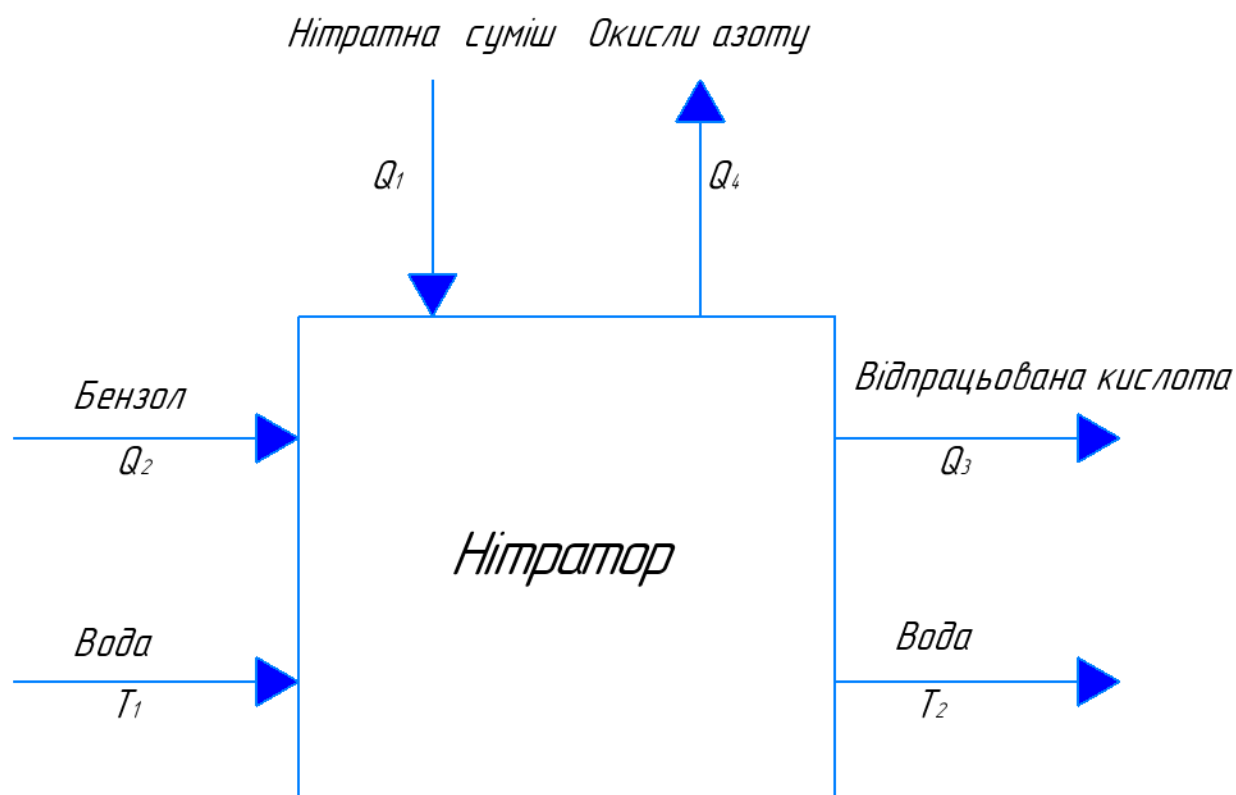 Нітратна суміш Окисли азоту
Q1 Q4
Бензол
Q2
Відпрацьована кислота
Q3
Нітратор
Вода
T1
Вода
T2